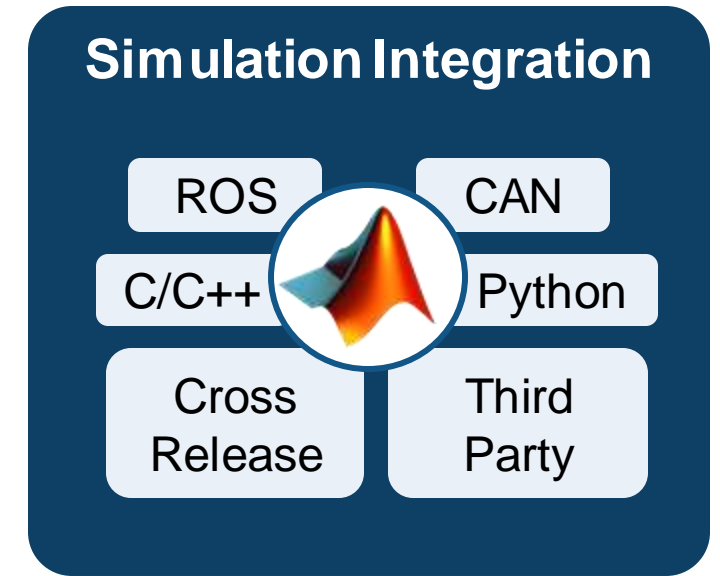 Simulation Integration
ROS
CAN
C/C++
Python
Cross
Release
Third
Party